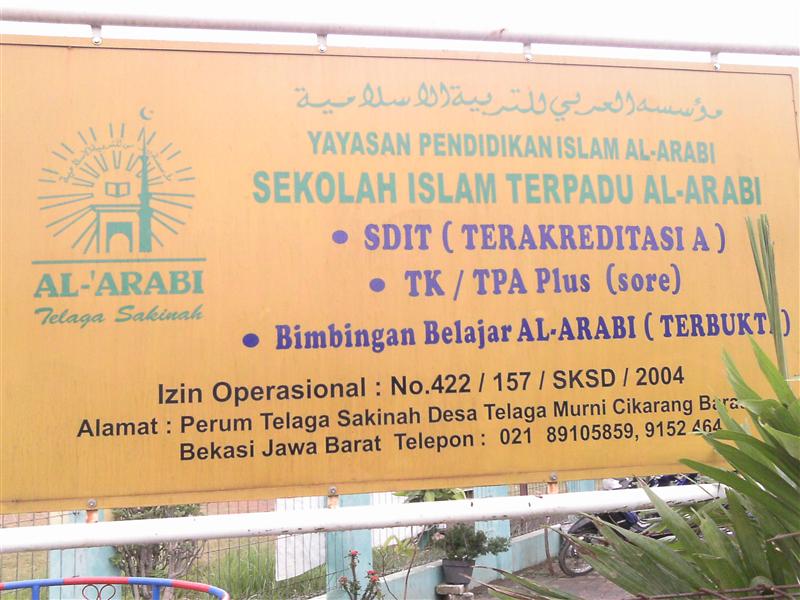 مؤسسه العربي للتربية الاسلامية
YAYASAN PENDIDIKAN ISLAM AL-ARABI
SEKOLAH ISLAM TERPADU AL-ARABI
• SDIT ( TERAKREDITASI A )
• TK / TPA Plus (sore)
• Bimbingan Belajar AL-ARABI ( TERBUKTI )
AL-'ARABI
Telaga Sakinah
Izin Operasional : No.422 / 157 / SKSD / 2004
Alamat : Perum Telaga Sakinah Desa Telaga Murni Cikarang Barat
Bekasi Jawa Barat Telepon : 021 89105859, 9152 464